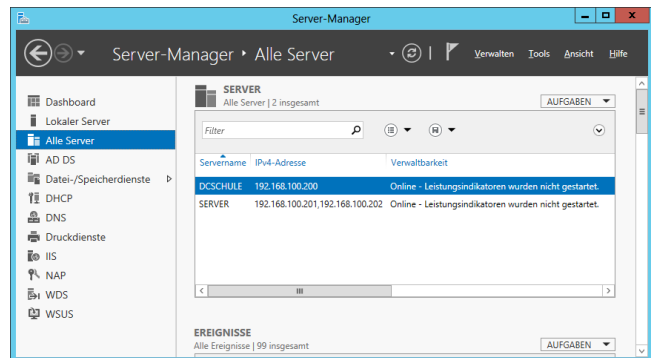 Server-Manager
Server-Manager • Alle Server
Verwalten Tools Ansicht Hilfe
Dashboard
Lokaler Server
Alle Server
AD DS
Datei-/Speicherdienste
DHCP
DNS
Druckdienste
IIS
NAP
WDS
WSUS
SERVER
Alle Server | 2 insgesamt
AUFGABEN
Filter
Servername IPv4-Adresse Verwaltbarkeit
DCSCHULE 192.168.100.200 Online - Leistungsindikatoren wurden nicht gestartet.
SERVER 192.168.100.201,192.168.100.202 Online - Leistungsindikatoren wurden nicht gestartet.
EREIGNISSE
Alle Ereignisse | 99 insgesamt
AUFGABEN